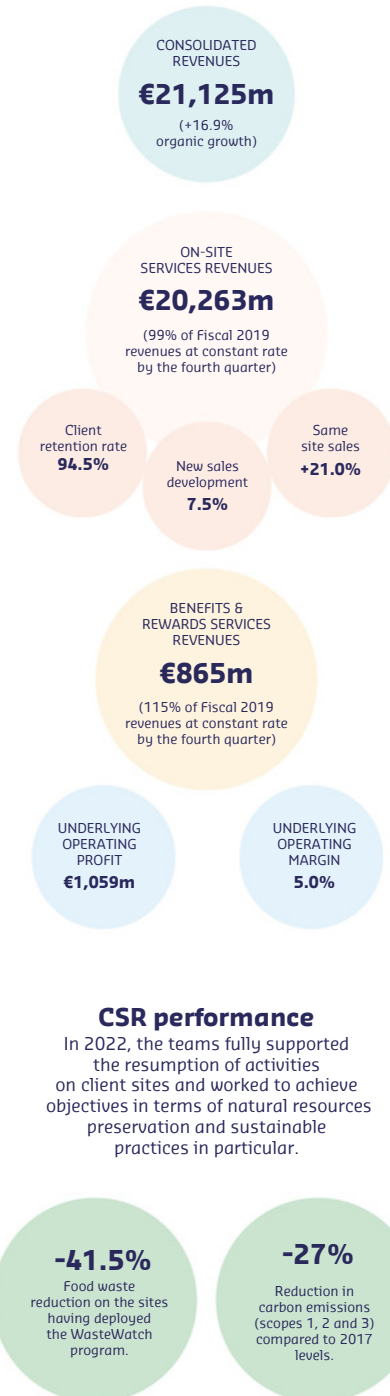 CONSOLIDATED
REVENUES
€21,125m
(+16.9%
organic growth)
ON-SITE
SERVICES REVENUES
€20,263m
(99% of Fiscal 2019
revenues at constant rate
by the fourth quarter)
Client
retention rate
94.5%
New sales
development
7.5%
Same
site sales
+21.0%
BENEFITS &
REWARDS SERVICES
REVENUES
€865m
(115% of Fiscal 2019
revenues at constant rate
by the fourth quarter)
UNDERLYING
OPERATING
PROFIT
€1,059m
UNDERLYING
OPERATING
MARGIN
5.0%
CSR performance
In 2022, the teams fully supported
the resumption of activities
on client sites and worked to achieve
objectives in terms of natural resources
preservation and sustainable
practices in particular.
-41.5%
Food waste
reduction on the sites
having deployed
the WasteWatch
program.
-27%
Reduction in
carbon emissions
(scopes 1, 2 and 3)
compared to 2017
levels.